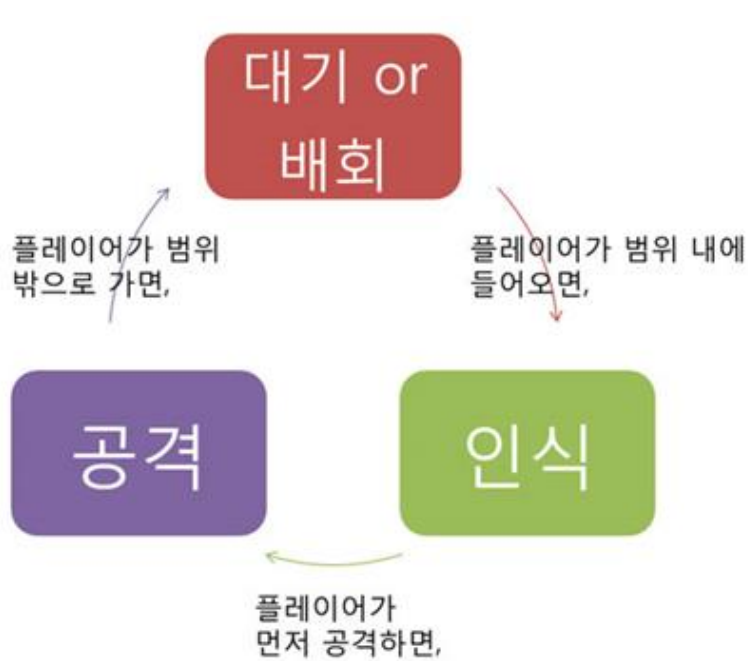 대기 or
배회
플레이어가 범위 내에
들어오면,
인식
플레이어가
먼저 공격하면,
공격
플레이어가 범위
밖으로 가면,